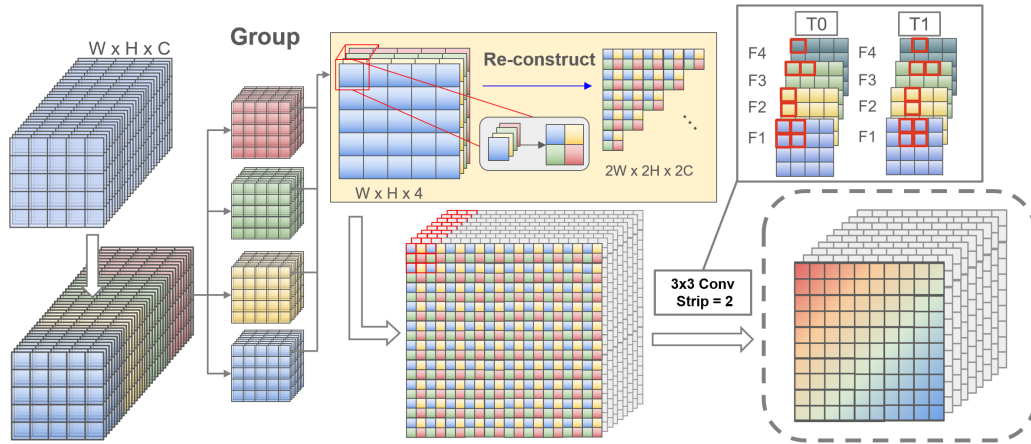 W x H x C
Group
Re-construct
W x H x 4
2W x 2H x 2C
T0
T1
F4
F3
F2
F1
F4
F3
F2
F1
3x3 Conv
Strip = 2